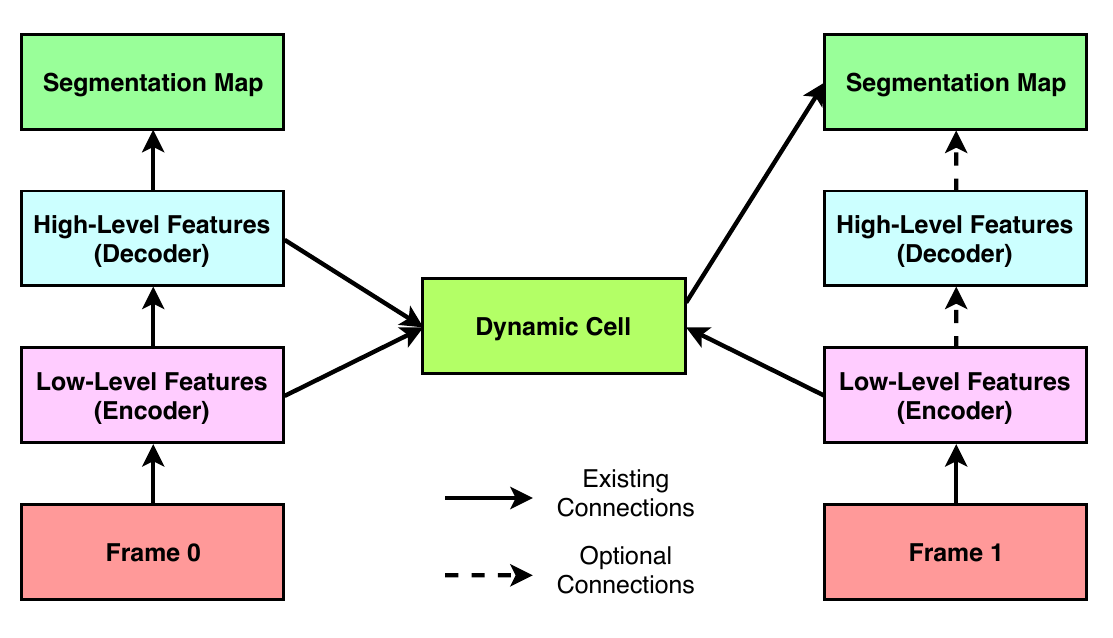 Segmentation Map
Segmentation Map
High-Level Features
(Decoder)
High-Level Features
(Decoder)
Dynamic Cell
Low-Level Features
(Encoder)
Low-Level Features
(Encoder)
Existing
Connections
Frame 0
Frame 1
Optional
Connections